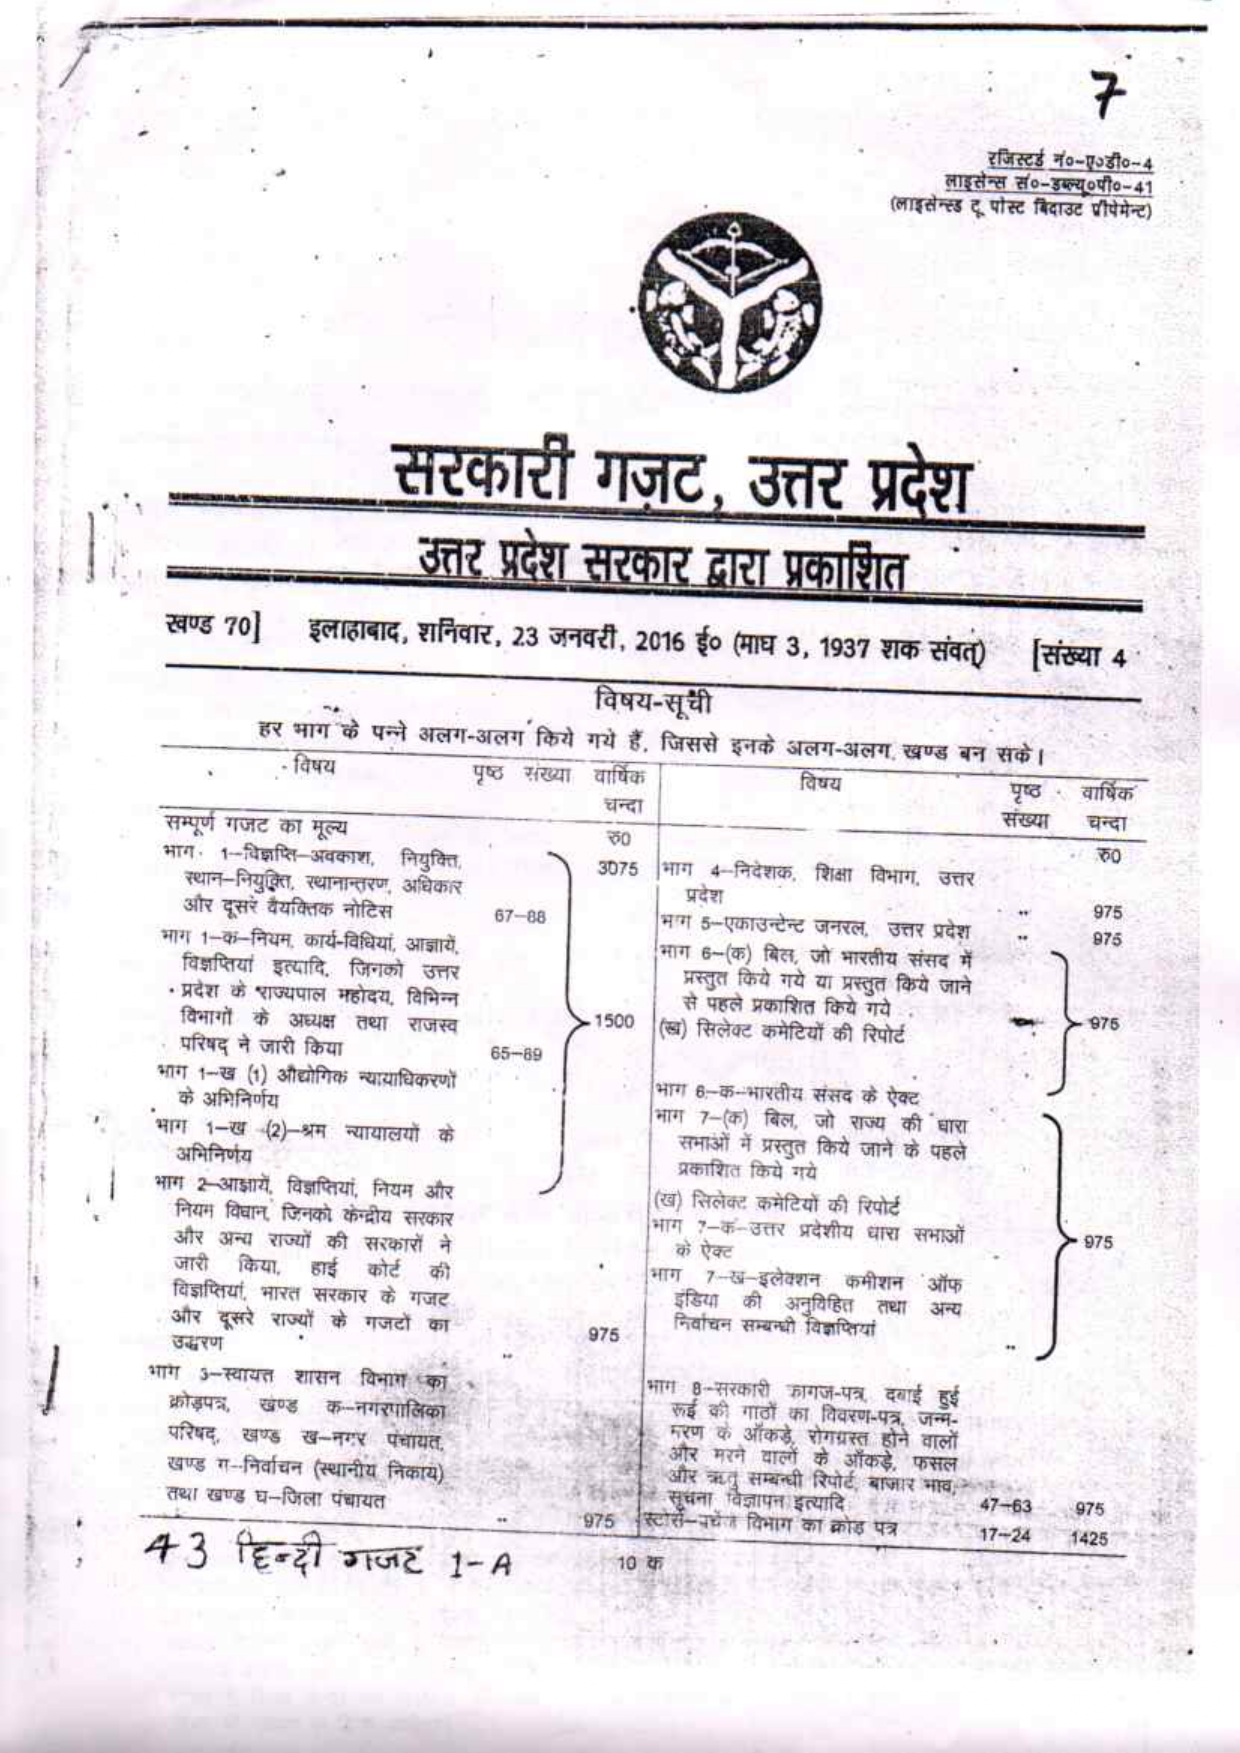 7
रजिस्टर्ड नं०-ए०डी०-4
लाइसेन्स सं०-डब्ल्यू०पी०-41
(लाइसेन्स्ड टू पोस्ट बिदाउट प्रीपेमेन्ट)
सरकारी गज़ट, उत्तर प्रदेश
उत्तर प्रदेश सरकार द्वारा प्रकाशित
खण्ड 70] इलाहाबाद, शनिवार, 23 जनवरी, 2016 ई० (माघ 3, 1937 शक संवत्) [संख्या 4
विषय-सूची
हर भाग के पन्ने अलग-अलग किये गये हैं, जिससे इनके अलग-अलग खण्ड बन सके।
विषय पृष्ठ संख्या वार्षिक
चन्दा
रु0
सम्पूर्ण गजट का मूल्य
3075
भाग 1–विज्ञप्ति–अवकाश, नियुक्ति,
स्थान–नियुक्ति, स्थानान्तरण, अधिकार
और दूसरे वैयक्तिक नोटिस 67–88
भाग 1–क–नियम, कार्य-विधियां, आज्ञायें,
विज्ञप्तियां इत्यादि, जिनको उत्तर
प्रदेश के राज्यपाल महोदय, विभिन्न
विभागों के अध्यक्ष तथा राजस्व 1500
परिषद् ने जारी किया 65–89
भाग 1–ख (1) औद्योगिक न्यायाधिकरणों
के अभिनिर्णय
भाग 1–ख (2)–श्रम न्यायालयों के
अभिनिर्णय
भाग 2–आज्ञायें, विज्ञप्तियां, नियम और
नियम विधान, जिनको केन्द्रीय सरकार
और अन्य राज्यों की सरकारों ने
जारी किया, हाई कोर्ट की
विज्ञप्तियां, भारत सरकार के गजट
और दूसरे राज्यों के गजटों का
उद्धरण .. 975
भाग 3–स्वायत्त शासन विभाग का
क्रोड़पत्र, खण्ड क–नगरपालिका
परिषद्, खण्ड ख–नगर पंचायत,
खण्ड ग–निर्वाचन (स्थानीय निकाय)
तथा खण्ड घ–जिला पंचायत .. 975
विषय पृष्ठ वार्षिक
संख्या चन्दा
रु0
भाग 4–निदेशक, शिक्षा विभाग, उत्तर
प्रदेश .. 975
भाग 5–एकाउन्टेन्ट जनरल, उत्तर प्रदेश .. 975
भाग 6–(क) बिल, जो भारतीय संसद में
प्रस्तुत किये गये या प्रस्तुत किये जाने
से पहले प्रकाशित किये गये
(ख) सिलेक्ट कमेटियों की रिपोर्ट 975
भाग 6–क–भारतीय संसद के ऐक्ट
भाग 7–(क) बिल, जो राज्य की धारा
सभाओं में प्रस्तुत किये जाने के पहले
प्रकाशित किये गये
(ख) सिलेक्ट कमेटियों की रिपोर्ट
भाग 7–क–उत्तर प्रदेशीय धारा सभाओं 975
के ऐक्ट
भाग 7–ख–इलेक्शन कमीशन ऑफ
इंडिया की अनुविहित तथा अन्य
निर्वाचन सम्बन्धी विज्ञप्तियां ..
भाग 8–सरकारी कागज-पत्र, दबाई हुई
रूई की गाठों का विवरण-पत्र, जन्म-
मरण के आँकड़े, रोगग्रस्त होने वालों
और मरने वालों के आँकड़े, फसल
और ऋतु सम्बन्धी रिपोर्ट, बाजार भाव,
सूचना विज्ञापन इत्यादि 47–63 975
स्टोर्स–पर्चेज विभाग का क्रोड़ पत्र 17–24 1425
43 हिन्दी गजट 1-A
10 क